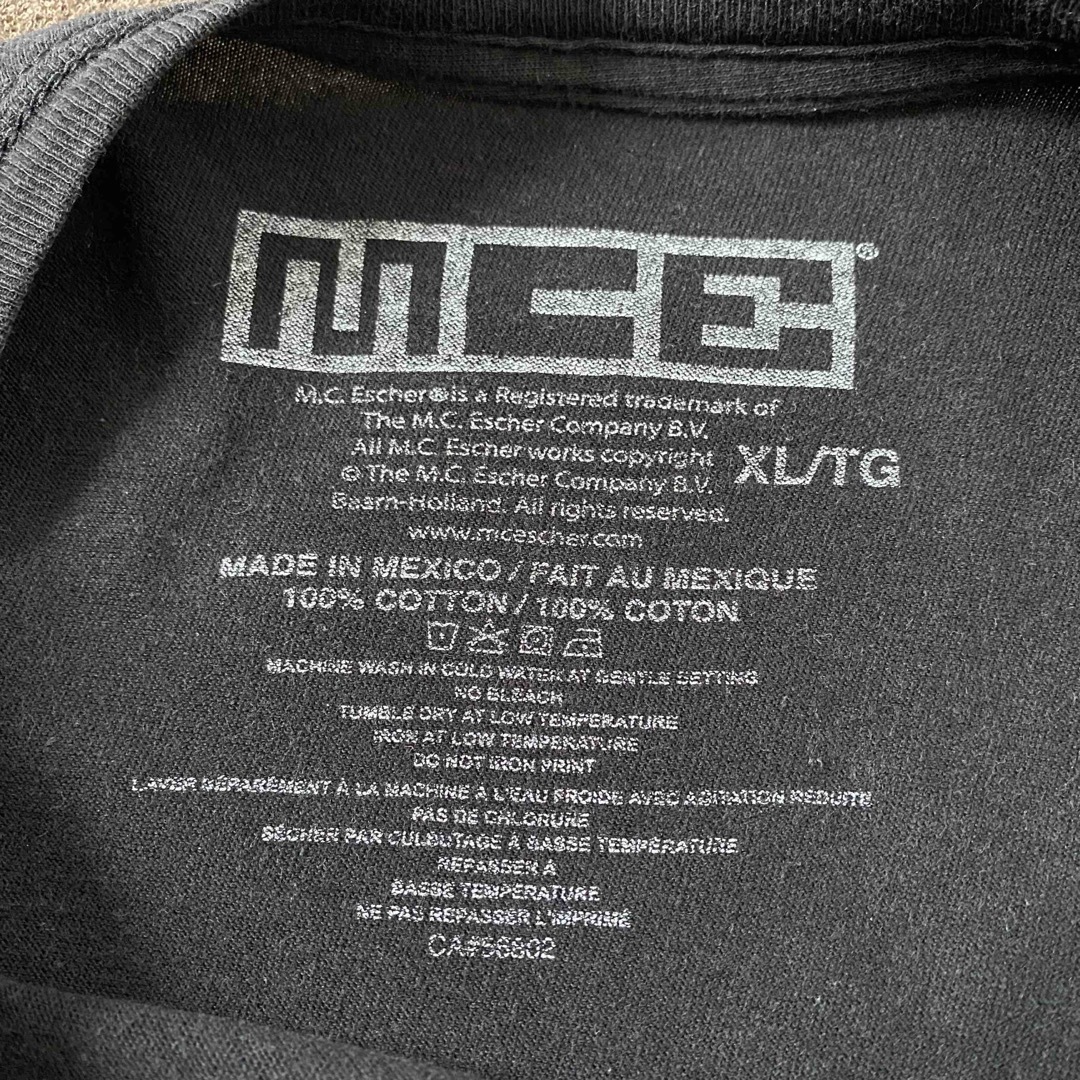 MCE®
M.C. Escher® is a Registered trademark of
The M.C. Escher Company B.V.
All M.C. Escher works copyright
© The M.C. Escher Company B.V.
Baarn-Holland. All rights reserved.
www.mcescher.com
XL/TG
MADE IN MEXICO / FAIT AU MEXIQUE
100% COTTON / 100% COTON
MACHINE WASH IN COLD WATER AT GENTLE SETTING
NO BLEACH
TUMBLE DRY AT LOW TEMPERATURE
IRON AT LOW TEMPERATURE
DO NOT IRON PRINT
LAVER SÉPARÉMENT À LA MACHINE À L'EAU FROIDE AVEC AGITATION RÉDUITE
PAS DE CHLORURE
SÉCHER PAR CULBUTAGE À BASSE TEMPÉRATURE
REPASSER À
BASSE TEMPÉRATURE
NE PAS REPASSER L'IMPRIMÉ
CA#56802